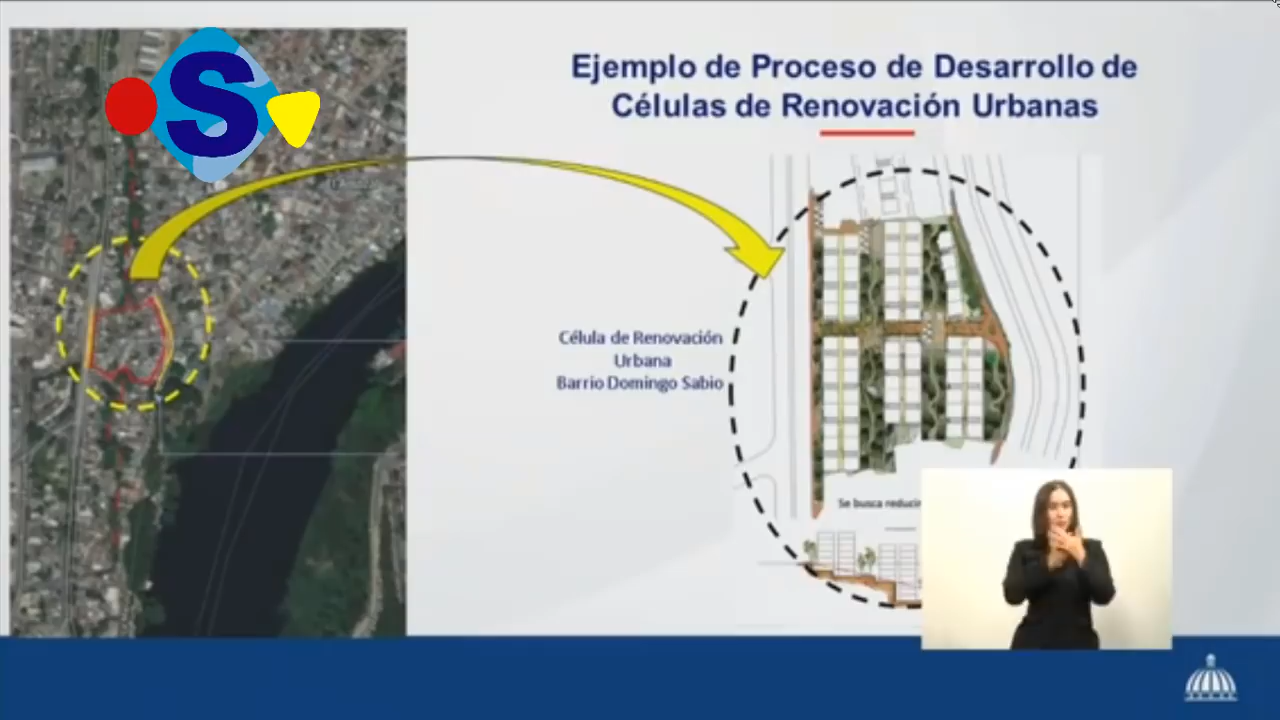 S
Ejemplo de Proceso de Desarrollo de
Células de Renovación Urbanas
Célula de Renovación
Urbana
Barrio Domingo Sabio
Se busca